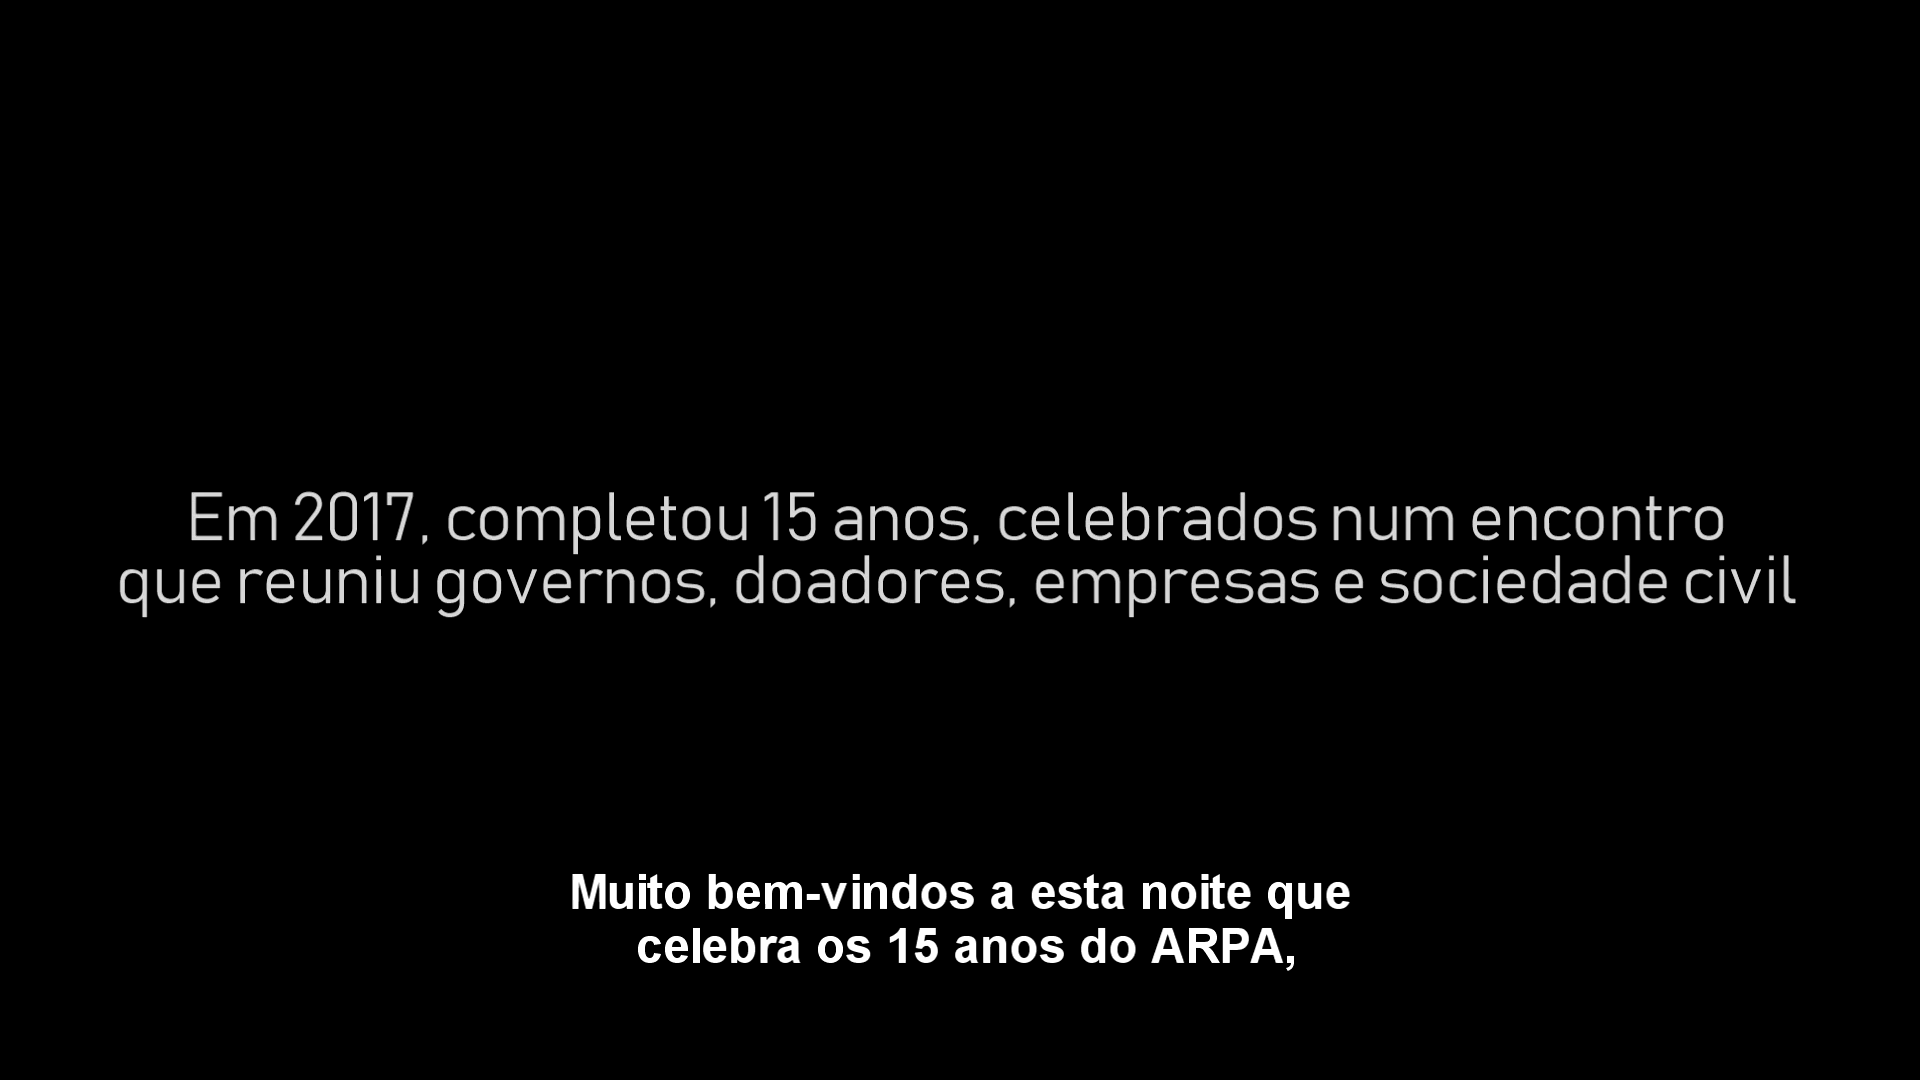 Em 2017, completou 15 anos, celebrados num encontro
que reuniu governos, doadores, empresas e sociedade civil
Muito bem-vindos a esta noite que
celebra os 15 anos do ARPA,